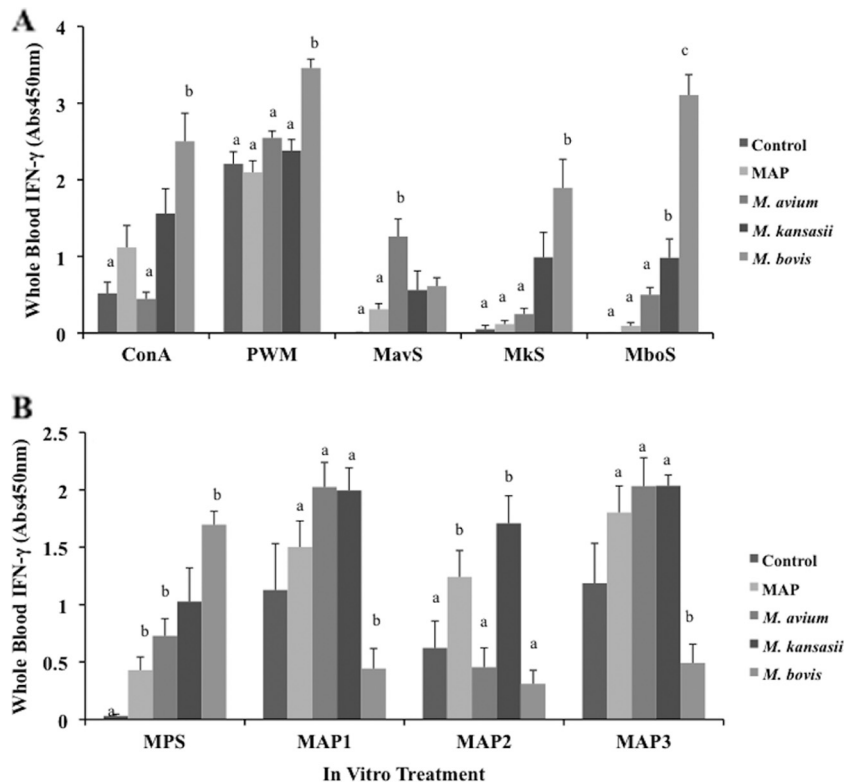 A
Whole Blood IFN-γ (Abs450nm)
4
3
2
1
0
a
a
b
a
a
a
a
b
a
a
b
a
a
a
b
a
a
a
b
c
ConA
PWM
MavS
MkS
MboS
Control
MAP
M. avium
M. kansasii
M. bovis
B
Whole Blood IFN-γ (Abs450nm)
2.5
2
1.5
1
0.5
0
a
b
b
b
a
a
a
b
a
b
a
b
a
a
a
a
b
MPS
MAP1
MAP2
MAP3
In Vitro Treatment
Control
MAP
M. avium
M. kansasii
M. bovis